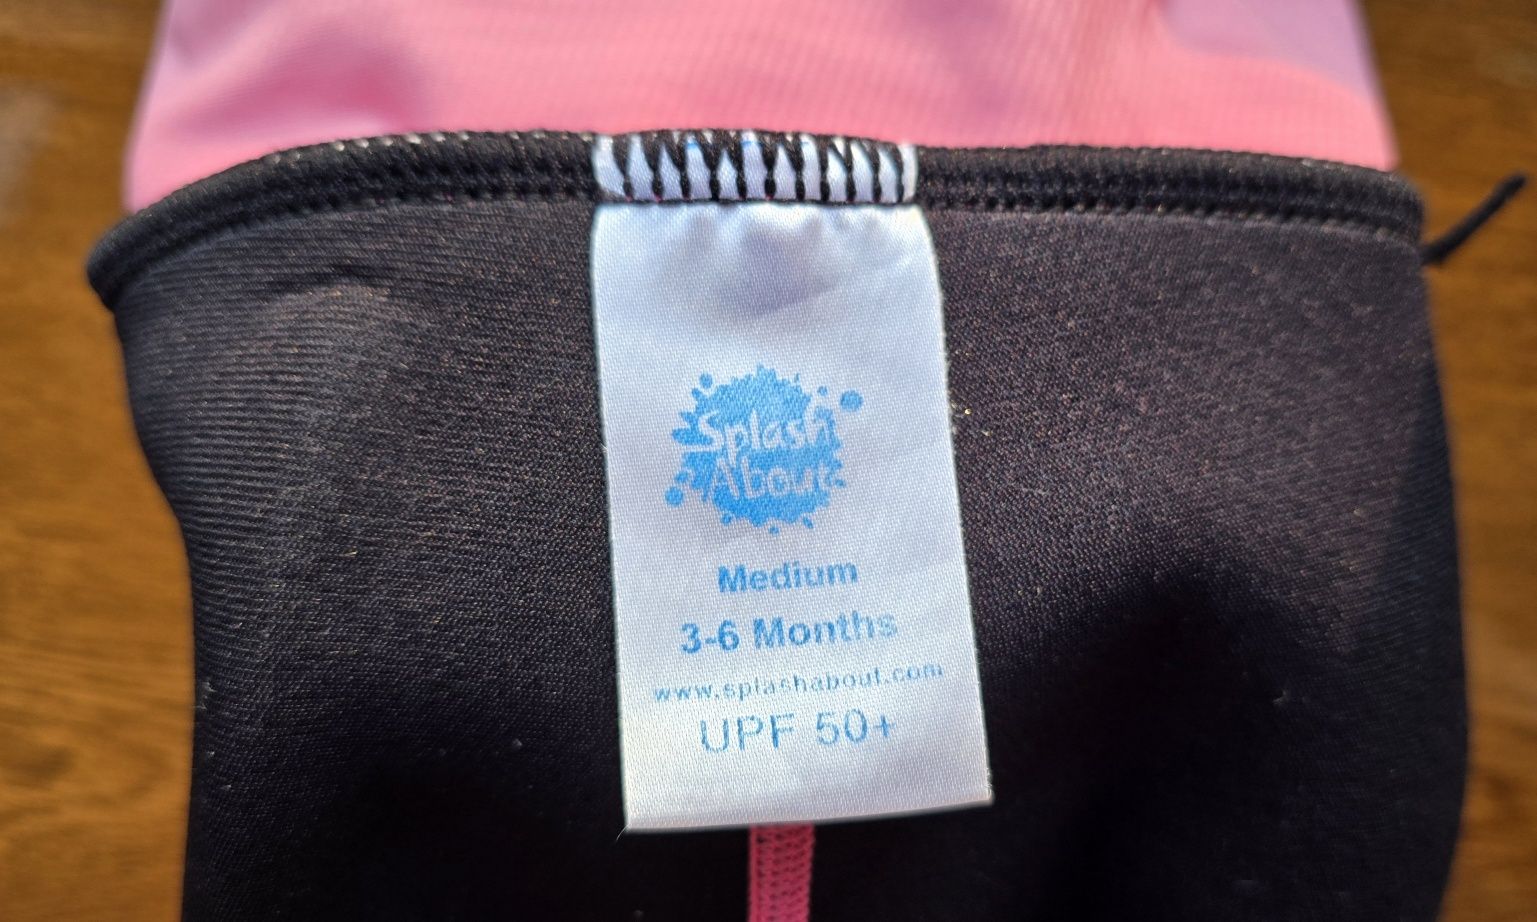 Splash
About
Medium
3-6 Months
www.splashabout.com
UPF 50+